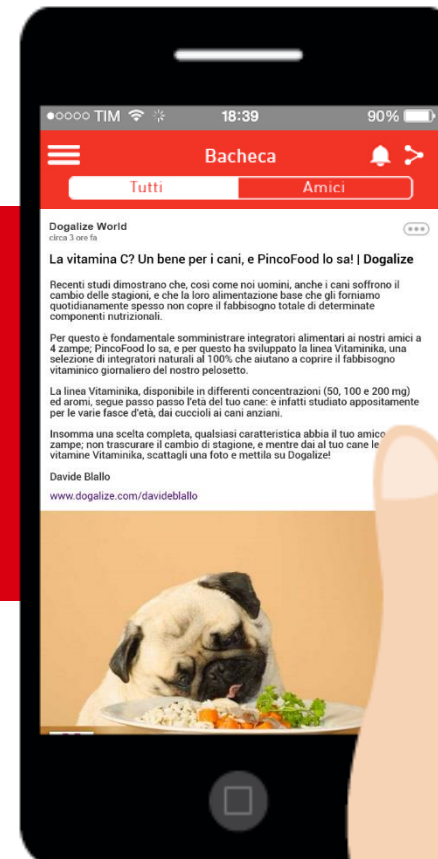 TIM 18:39 90%
Bacheca
Tutti Amici
Dogalize World
circa 3 ore fa
La vitamina C? Un bene per i cani, e PincoFood lo sa! | Dogalize
Recenti studi dimostrano che, così come noi uomini, anche i cani soffrono il
cambio delle stagioni, e che la loro alimentazione base che gli forniamo
quotidianamente spesso non copre il fabbisogno totale di determinate
componenti nutrizionali.
Per questo è fondamentale somministrare integratori alimentari ai nostri amici a
4 zampe; PincoFood lo sa, e per questo ha sviluppato la linea Vitaminika, una
selezione di integratori naturali al 100% che aiutano a coprire il fabbisogno
vitaminico giornaliero del nostro pelosetto.
La linea Vitaminika, disponibile in differenti concentrazioni (50, 100 e 200 mg)
ed aromi, segue passo passo l'età del tuo cane: è infatti studiato appositamente
per le varie fasce d'età, dai cuccioli ai cani anziani.
Insomma una scelta completa, qualsiasi caratteristica abbia il tuo amico
zampe; non trascurare il cambio di stagione, e mentre dai al tuo cane le
vitamine Vitaminika, scattagli una foto e mettila su Dogalize!
Davide Blallo
www.dogalize.com/davideblallo